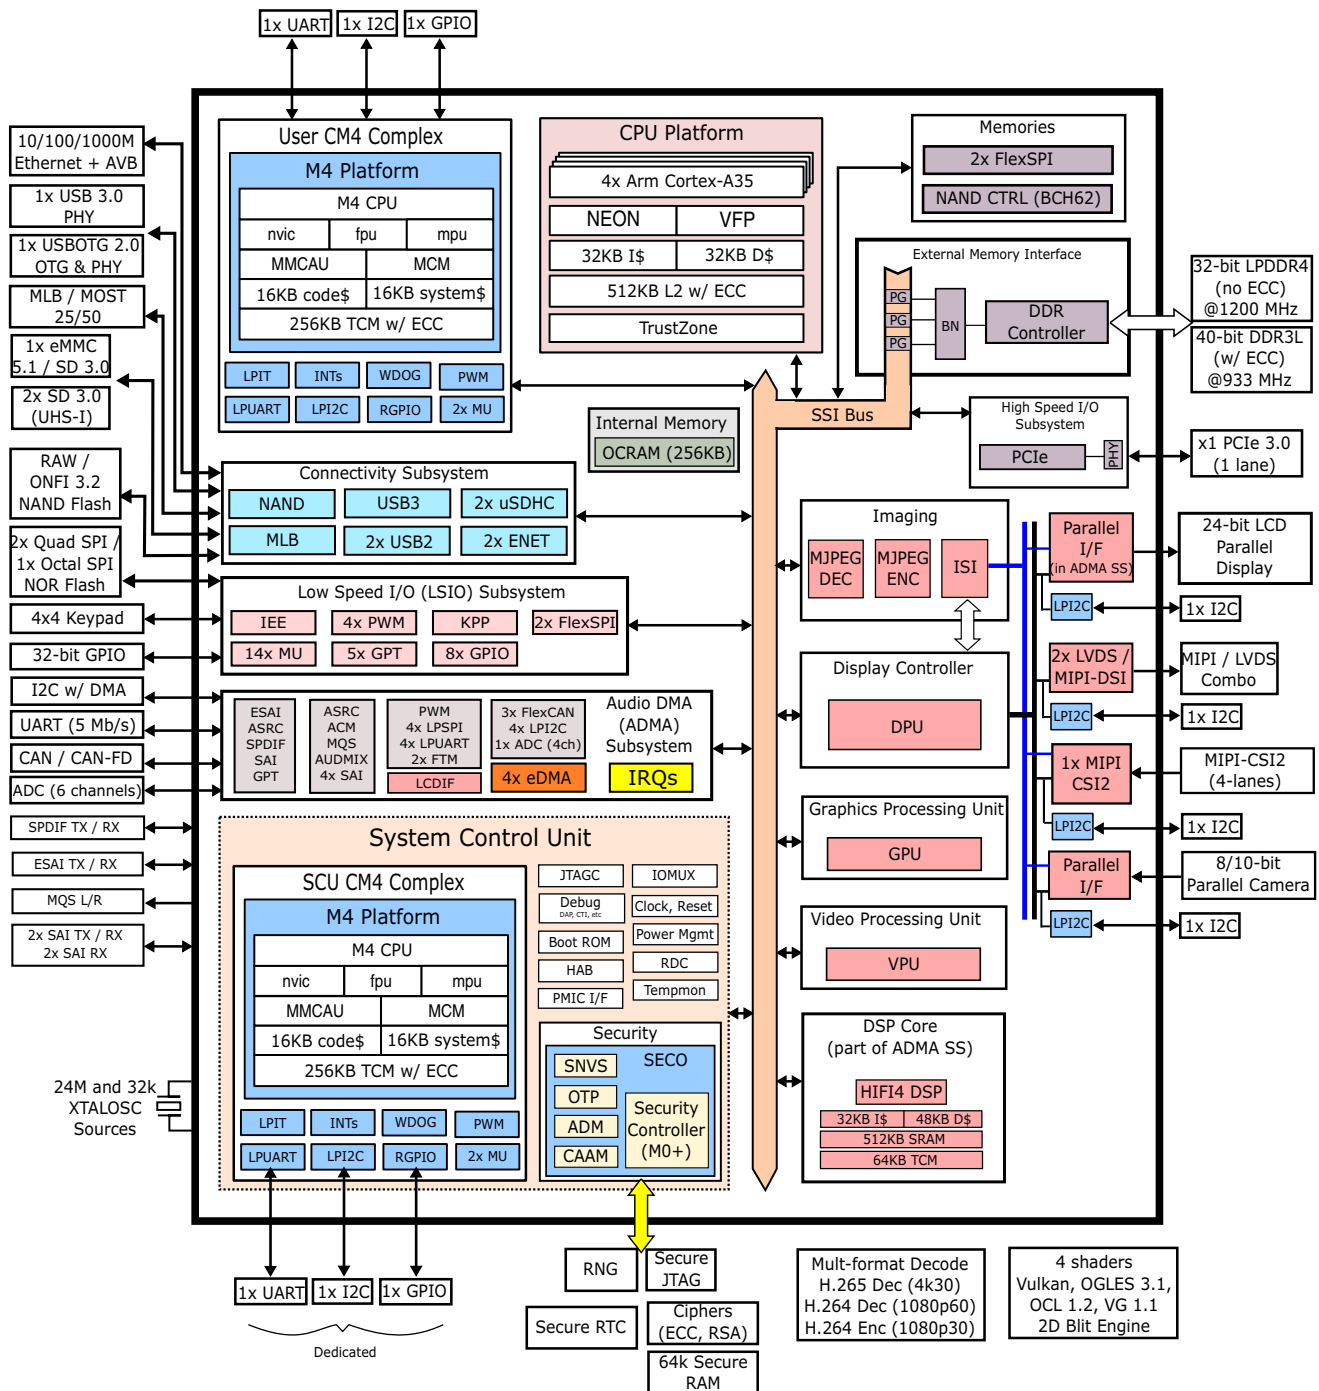 1x UART
1x I2C
1x GPIO
10/100/1000M
Ethernet + AVB
1x USB 3.0
PHY
1x USBOTG 2.0
OTG & PHY
MLB / MOST
25/50
1x eMMC
5.1 / SD 3.0
2x SD 3.0
(UHS-I)
RAW /
ONFI 3.2
NAND Flash
2x Quad SPI /
1x Octal SPI
NOR Flash
4x4 Keypad
32-bit GPIO
I2C w/ DMA
UART (5 Mb/s)
CAN / CAN-FD
ADC (6 channels)
SPDIF TX / RX
ESAI TX / RX
MQS L/R
2x SAI TX / RX
2x SAI RX
24M and 32k
XTALOSC
Sources
User CM4 Complex
M4 Platform
M4 CPU
nvic
fpu
mpu
MMCAU
MCM
16KB code$
16KB system$
256KB TCM w/ ECC
LPIT
INTs
WDOG
PWM
LPUART
LPI2C
RGPIO
2x MU
CPU Platform
4x Arm Cortex-A35
NEON
VFP
32KB I$
32KB D$
512KB L2 w/ ECC
TrustZone
Memories
2x FlexSPI
NAND CTRL (BCH62)
External Memory Interface
PG
PG
PG
BN
DDR
Controller
32-bit LPDDR4
(no ECC)
@1200 MHz
40-bit DDR3L
(w/ ECC)
@933 MHz
SSI Bus
High Speed I/O
Subsystem
PCIe
PHY
x1 PCIe 3.0
(1 lane)
Internal Memory
OCRAM (256KB)
Connectivity Subsystem
NAND
USB3
2x uSDHC
MLB
2x USB2
2x ENET
Low Speed I/O (LSIO) Subsystem
IEE
4x PWM
KPP
2x FlexSPI
14x MU
5x GPT
8x GPIO
ESAI
ASRC
SPDIF
SAI
GPT
ASRC
ACM
MQS
AUDMIX
4x SAI
PWM
4x LPSPI
4x LPUART
2x FTM
LCDIF
3x FlexCAN
4x LPI2C
1x ADC (4ch)
4x eDMA
Audio DMA
(ADMA)
Subsystem
IRQs
Imaging
MJPEG
DEC
MJPEG
ENC
ISI
Display Controller
DPU
Graphics Processing Unit
GPU
Video Processing Unit
VPU
DSP Core
(part of ADMA SS)
HIFI4 DSP
32KB I$
48KB D$
512KB SRAM
64KB TCM
Parallel
I/F
(in ADMA SS)
LPI2C
2x LVDS /
MIPI-DSI
LPI2C
1x MIPI
CSI2
LPI2C
Parallel
I/F
LPI2C
24-bit LCD
Parallel
Display
1x I2C
MIPI / LVDS
Combo
1x I2C
MIPI-CSI2
(4-lanes)
1x I2C
8/10-bit
Parallel Camera
1x I2C
System Control Unit
SCU CM4 Complex
M4 Platform
M4 CPU
nvic
fpu
mpu
MMCAU
MCM
16KB code$
16KB system$
256KB TCM w/ ECC
LPIT
INTs
WDOG
PWM
LPUART
LPI2C
RGPIO
2x MU
JTAGC
IOMUX
Debug
DAP, CTI, etc
Clock, Reset
Boot ROM
Power Mgmt
HAB
RDC
PMIC I/F
Tempmon
Security
SECO
SNVS
OTP
ADM
CAAM
Security
Controller
(M0+)
1x UART
1x I2C
1x GPIO
Dedicated
RNG
Secure
JTAG
Secure RTC
Ciphers
(ECC, RSA)
64k Secure
RAM
Mult-format Decode
H.265 Dec (4k30)
H.264 Dec (1080p60)
H.264 Enc (1080p30)
4 shaders
Vulkan, OGLES 3.1,
OCL 1.2, VG 1.1
2D Blit Engine